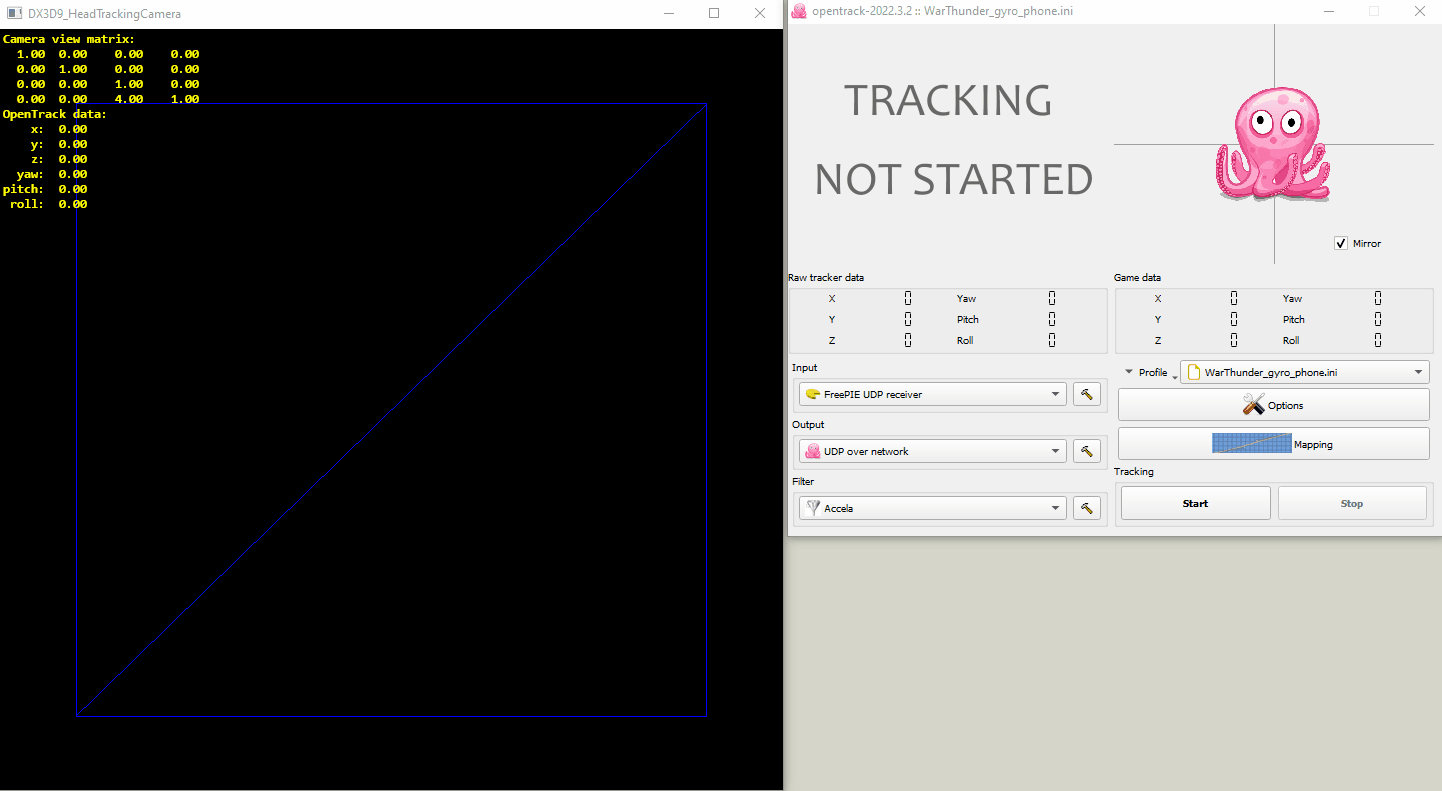 DX3D9_HeadTrackingCamera
Camera view matrix:
1.00 0.00 0.00 0.00
0.00 1.00 0.00 0.00
0.00 0.00 1.00 0.00
0.00 0.00 4.00 1.00
OpenTrack data:
x: 0.00
y: 0.00
z: 0.00
yaw: 0.00
pitch: 0.00
roll: 0.00
opentrack-2022.3.2 :: WarThunder_gyro_phone.ini
TRACKING
NOT STARTED
Mirror
Raw tracker data
X 0 Yaw 0
Y 0 Pitch 0
Z 0 Roll 0
Game data
X 0 Yaw 0
Y 0 Pitch 0
Z 0 Roll 0
Input
FreePIE UDP receiver
Output
UDP over network
Filter
Accela
Profile WarThunder_gyro_phone.ini
Options
Mapping
Tracking
Start Stop